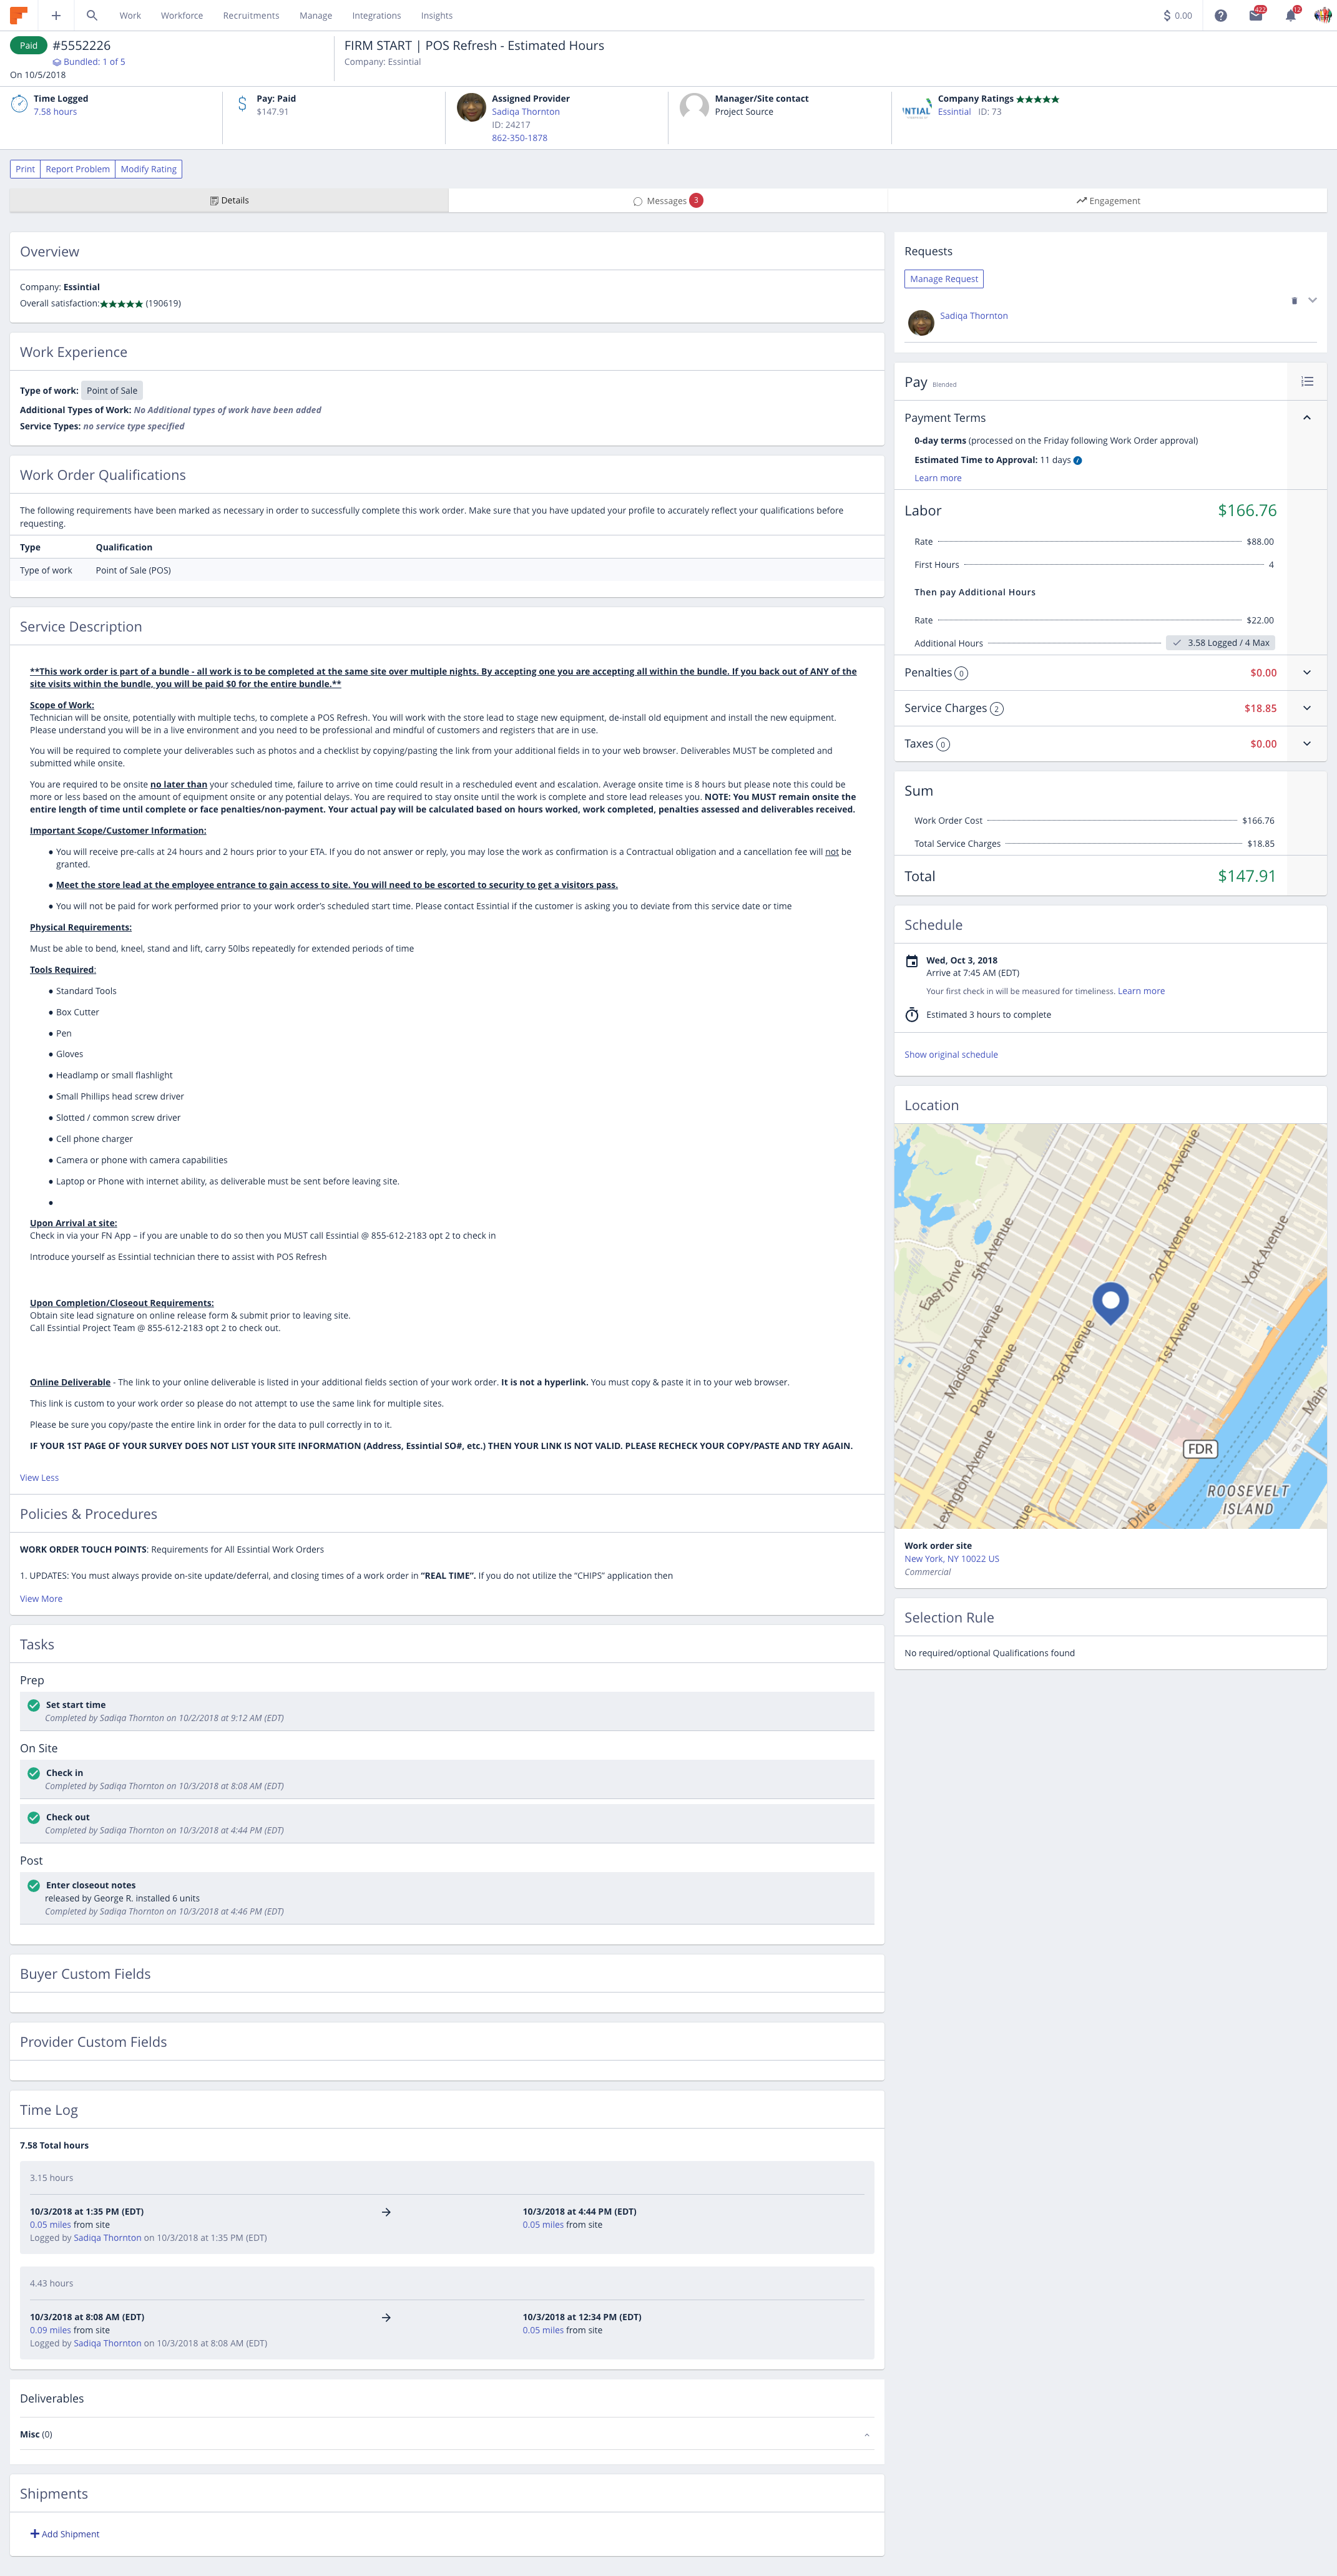 Work Workforce Recruitments Manage Integrations Insights
$ 0.00
422
12
Paid #5552226
Bundled: 1 of 5
On 10/5/2018
FIRM START | POS Refresh - Estimated Hours
Company: Essintial
Time Logged
7.58 hours
Pay: Paid
$147.91
Assigned Provider
Sadiqa Thornton
ID: 24217
862-350-1878
Manager/Site contact
Project Source
NTIAL
Company Ratings
Essintial ID: 73
Print Report Problem Modify Rating
Details
Messages 3
Engagement
Overview
Company: Essintial
Overall satisfaction: (190619)
Work Experience
Type of work: Point of Sale
Additional Types of Work: No Additional types of work have been added
Service Types: no service type specified
Work Order Qualifications
The following requirements have been marked as necessary in order to successfully complete this work order. Make sure that you have updated your profile to accurately reflect your qualifications before
requesting.
Type Qualification
Type of work Point of Sale (POS)
Service Description
**This work order is part of a bundle - all work is to be completed at the same site over multiple nights. By accepting one you are accepting all within the bundle. If you back out of ANY of the
site visits within the bundle, you will be paid $0 for the entire bundle.**
Scope of Work:
Technician will be onsite, potentially with multiple techs, to complete a POS Refresh. You will work with the store lead to stage new equipment, de-install old equipment and install the new equipment.
Please understand you will be in a live environment and you need to be professional and mindful of customers and registers that are in use.
You will be required to complete your deliverables such as photos and a checklist by copying/pasting the link from your additional fields in to your web browser. Deliverables MUST be completed and
submitted while onsite.
You are required to be onsite no later than your scheduled time, failure to arrive on time could result in a rescheduled event and escalation. Average onsite time is 8 hours but please note this could be
more or less based on the amount of equipment onsite or any potential delays. You are required to stay onsite until the work is complete and store lead releases you. NOTE: You MUST remain onsite the
entire length of time until complete or face penalties/non-payment. Your actual pay will be calculated based on hours worked, work completed, penalties assessed and deliverables received.
Important Scope/Customer Information:
● You will receive pre-calls at 24 hours and 2 hours prior to your ETA. If you do not answer or reply, you may lose the work as confirmation is a Contractual obligation and a cancellation fee will not be
granted.
● Meet the store lead at the employee entrance to gain access to site. You will need to be escorted to security to get a visitors pass.
● You will not be paid for work performed prior to your work order's scheduled start time. Please contact Essintial if the customer is asking you to deviate from this service date or time
Physical Requirements:
Must be able to bend, kneel, stand and lift, carry 50lbs repeatedly for extended periods of time
Tools Required:
● Standard Tools
● Box Cutter
● Pen
● Gloves
● Headlamp or small flashlight
● Small Phillips head screw driver
● Slotted / common screw driver
● Cell phone charger
● Camera or phone with camera capabilities
● Laptop or Phone with internet ability, as deliverable must be sent before leaving site.
●
Upon Arrival at site:
Check in via your FN App – if you are unable to do so then you MUST call Essintial @ 855-612-2183 opt 2 to check in
Introduce yourself as Essintial technician there to assist with POS Refresh
Upon Completion/Closeout Requirements:
Obtain site lead signature on online release form & submit prior to leaving site.
Call Essintial Project Team @ 855-612-2183 opt 2 to check out.
Online Deliverable - The link to your online deliverable is listed in your additional fields section of your work order. It is not a hyperlink. You must copy & paste it in to your web browser.
This link is custom to your work order so please do not attempt to use the same link for multiple sites.
Please be sure you copy/paste the entire link in order for the data to pull correctly in to it.
IF YOUR 1ST PAGE OF YOUR SURVEY DOES NOT LIST YOUR SITE INFORMATION (Address, Essintial SO#, etc.) THEN YOUR LINK IS NOT VALID. PLEASE RECHECK YOUR COPY/PASTE AND TRY AGAIN.
View Less
Policies & Procedures
WORK ORDER TOUCH POINTS: Requirements for All Essintial Work Orders
1. UPDATES: You must always provide on-site update/deferral, and closing times of a work order in "REAL TIME". If you do not utilize the "CHIPS" application then
View More
Tasks
Prep
Set start time
Completed by Sadiqa Thornton on 10/2/2018 at 9:12 AM (EDT)
On Site
Check in
Completed by Sadiqa Thornton on 10/3/2018 at 8:08 AM (EDT)
Check out
Completed by Sadiqa Thornton on 10/3/2018 at 4:44 PM (EDT)
Post
Enter closeout notes
released by George R. installed 6 units
Completed by Sadiqa Thornton on 10/3/2018 at 4:46 PM (EDT)
Buyer Custom Fields
Provider Custom Fields
Time Log
7.58 Total hours
3.15 hours
10/3/2018 at 1:35 PM (EDT) 10/3/2018 at 4:44 PM (EDT)
0.05 miles from site 0.05 miles from site
Logged by Sadiqa Thornton on 10/3/2018 at 1:35 PM (EDT)
4.43 hours
10/3/2018 at 8:08 AM (EDT) 10/3/2018 at 12:34 PM (EDT)
0.09 miles from site 0.05 miles from site
Logged by Sadiqa Thornton on 10/3/2018 at 8:08 AM (EDT)
Deliverables
Misc (0)
Shipments
Add Shipment
Requests
Manage Request
Sadiqa Thornton
Pay Blended
Payment Terms
0-day terms (processed on the Friday following Work Order approval)
Estimated Time to Approval: 11 days
Learn more
Labor $166.76
Rate $88.00
First Hours 4
Then pay Additional Hours
Rate $22.00
Additional Hours 3.58 Logged / 4 Max
Penalties 0 $0.00
Service Charges 2 $18.85
Taxes 0 $0.00
Sum
Work Order Cost $166.76
Total Service Charges $18.85
Total $147.91
Schedule
Wed, Oct 3, 2018
Arrive at 7:45 AM (EDT)
Your first check in will be measured for timeliness. Learn more
Estimated 3 hours to complete
Show original schedule
Location
3rd Avenue
5th Avenue
2nd Avenue
York Avenue
East Drive
Madison Avenue
Park Avenue
3rd Avenue
1st Avenue
Main
Lexington Avenue
FDR
ROOSEVELT
ISLAND
nue
Drive
Work order site
New York, NY 10022 US
Commercial
Selection Rule
No required/optional Qualifications found